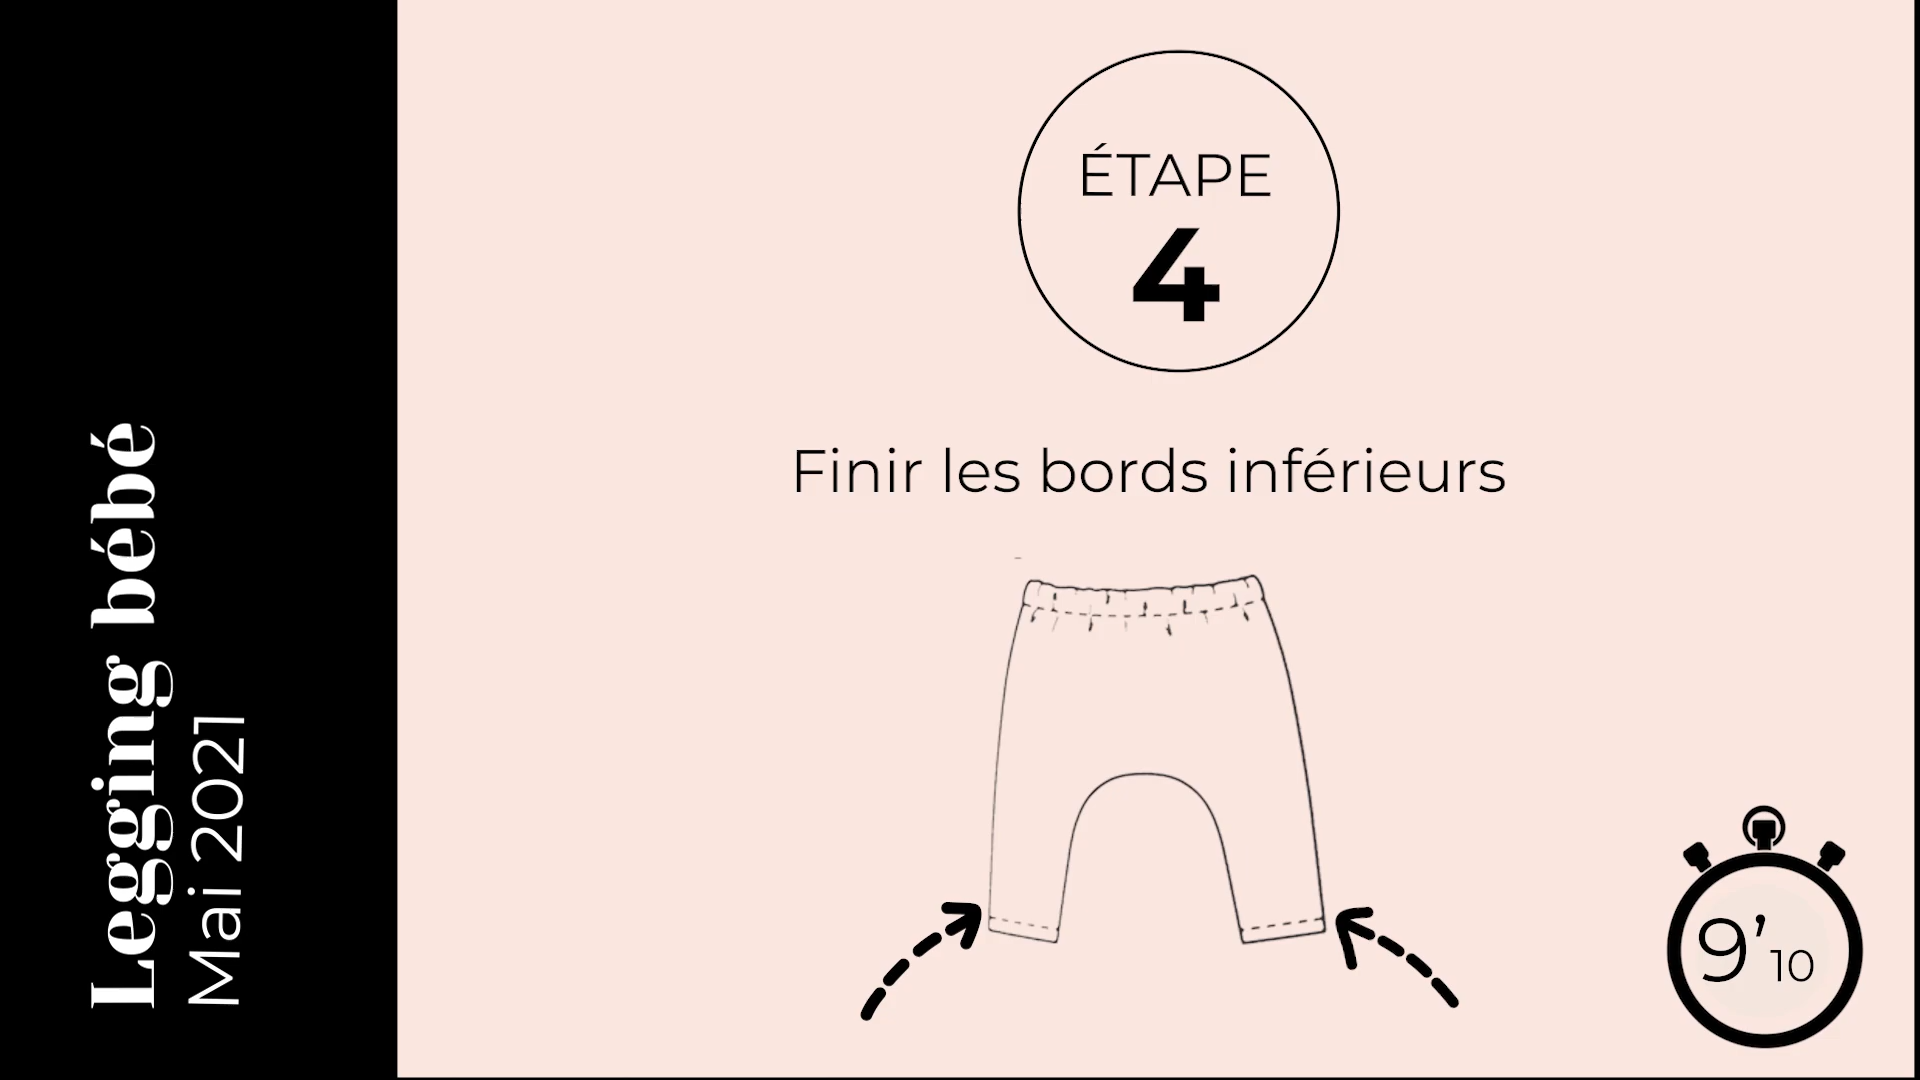 Legging bébé
Mai 2021
ÉTAPE
4
Finir les bords inférieurs
9’10